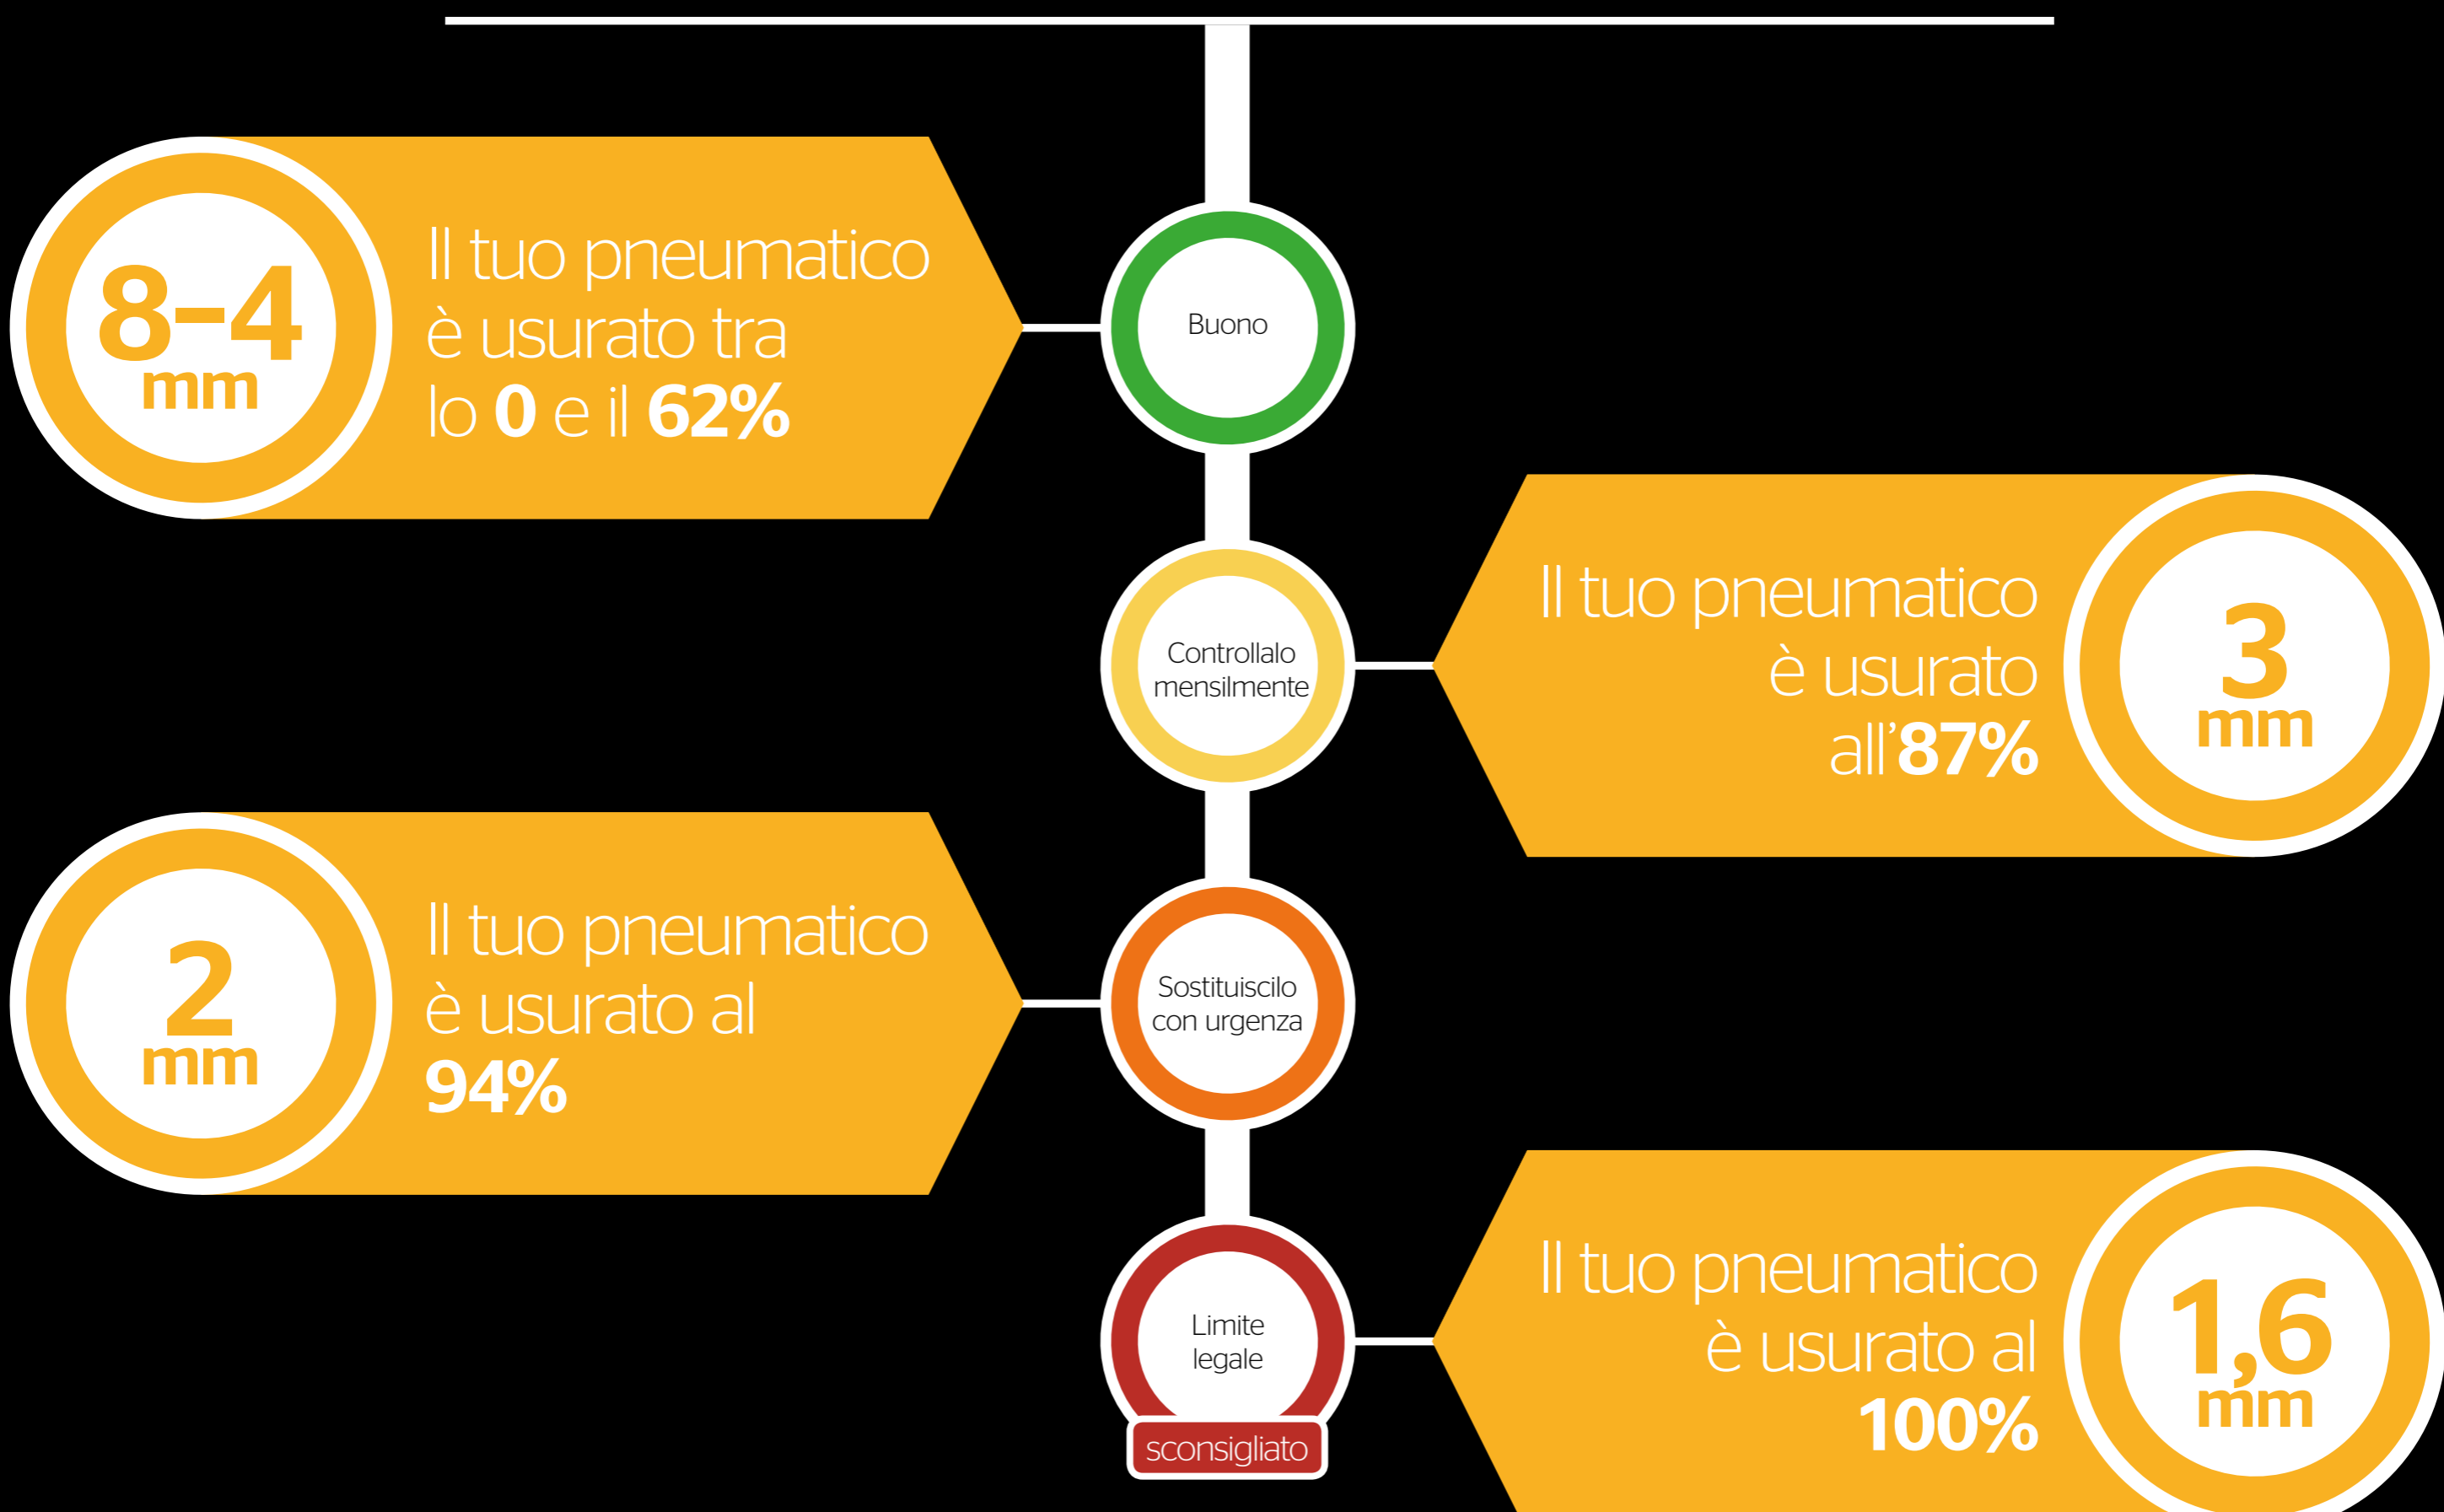 8–4
mm
Il tuo pneumatico
è usurato tra
lo 0 e il 62%
Buono
Il tuo pneumatico
è usurato
all'87%
3
mm
Controllalo
mensilmente
2
mm
Il tuo pneumatico
è usurato al
94%
Sostituiscilo
con urgenza
Il tuo pneumatico
è usurato al
100%
1,6
mm
Limite
legale
sconsigliato